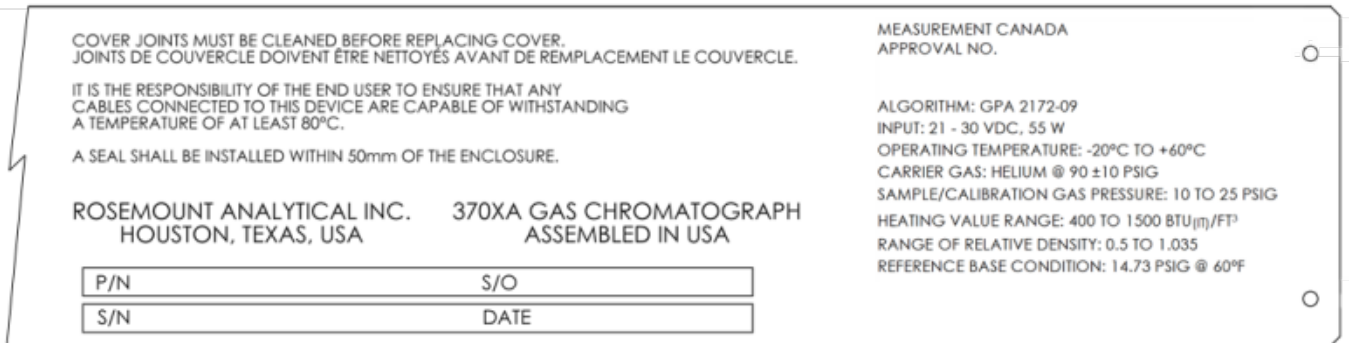 COVER JOINTS MUST BE CLEANED BEFORE REPLACING COVER.
JOINTS DE COUVERCLE DOIVENT ÊTRE NETTOYÉS AVANT DE REMPLACEMENT LE COUVERCLE.
IT IS THE RESPONSIBILITY OF THE END USER TO ENSURE THAT ANY
CABLES CONNECTED TO THIS DEVICE ARE CAPABLE OF WITHSTANDING
A TEMPERATURE OF AT LEAST 80°C.
A SEAL SHALL BE INSTALLED WITHIN 50mm OF THE ENCLOSURE.
ROSEMOUNT ANALYTICAL INC.
HOUSTON, TEXAS, USA
370XA GAS CHROMATOGRAPH
ASSEMBLED IN USA
P/N
S/O
S/N
DATE
MEASUREMENT CANADA
APPROVAL NO.
ALGORITHM: GPA 2172-09
INPUT: 21 - 30 VDC, 55 W
OPERATING TEMPERATURE: -20°C TO +60°C
CARRIER GAS: HELIUM @ 90 ±10 PSIG
SAMPLE/CALIBRATION GAS PRESSURE: 10 TO 25 PSIG
HEATING VALUE RANGE: 400 TO 1500 BTU(IT)/FT³
RANGE OF RELATIVE DENSITY: 0.5 TO 1.035
REFERENCE BASE CONDITION: 14.73 PSIG @ 60°F